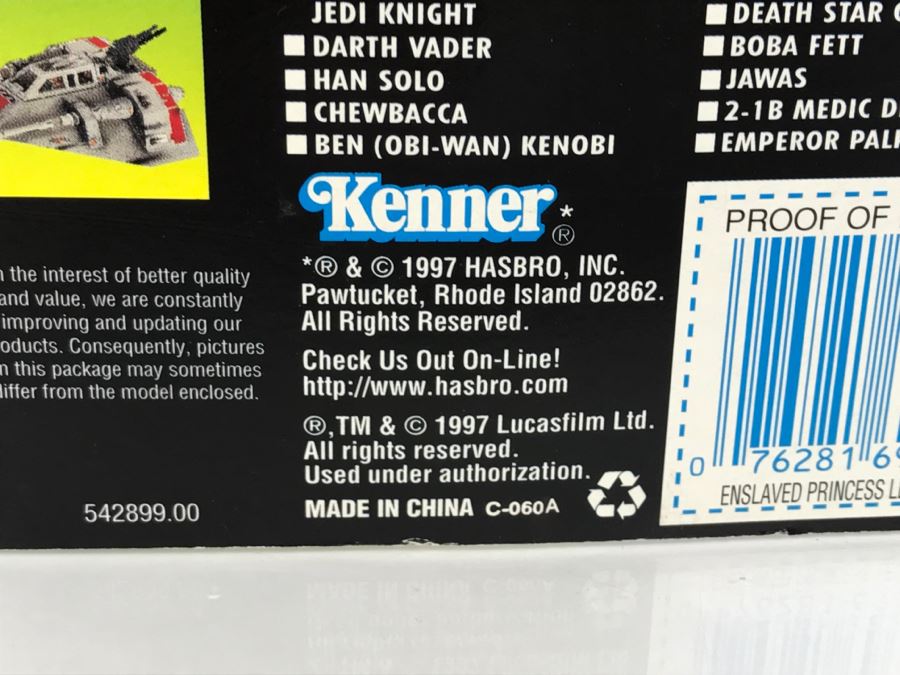 JEDI KNIGHT
DARTH VADER
HAN SOLO
CHEWBACCA
BEN (OBI-WAN) KENOBI
DEATH STAR
BOBA FETT
JAWAS
2-1B MEDIC
EMPEROR
Kenner*®
*® & © 1997 HASBRO, INC.
Pawtucket, Rhode Island 02862.
All Rights Reserved.
Check Us Out On-Line!
http://www.hasbro.com
®,TM & © 1997 Lucasfilm Ltd.
All rights reserved.
Used under authorization.
MADE IN CHINA C-060A
the interest of better quality
and value, we are constantly
improving and updating our
Consequently, pictures
this package may sometimes
from the model enclosed.
542899.00
PROOF OF
0 76281 6
ENSLAVED PRINCESS